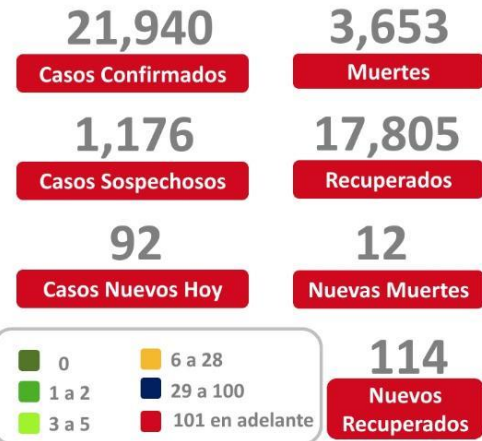 21,940
Casos Confirmados
3,653
Muertes
1,176
Casos Sospechosos
17,805
Recuperados
92
Casos Nuevos Hoy
12
Nuevas Muertes
0
1 a 2
3 a 5
6 a 28
29 a 100
101 en adelante
114
Nuevos
Recuperados